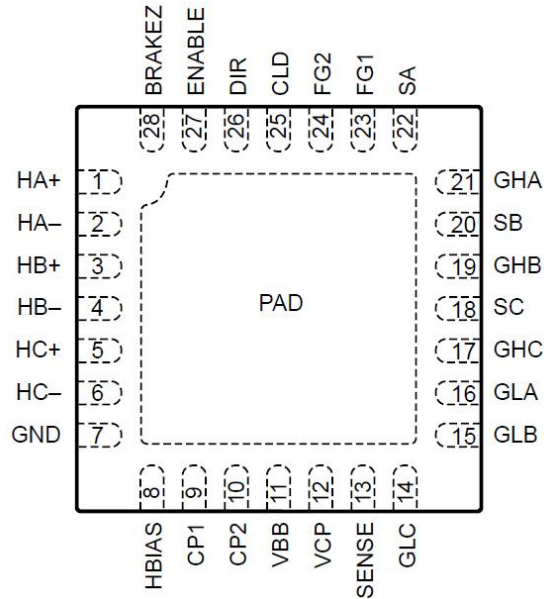 BRAKEZ ENABLE DIR CLD FG2 FG1 SA
28 27 26 25 24 23 22
HA+ 1 21 GHA
HA– 2 20 SB
HB+ 3 19 GHB
HB– 4 PAD 18 SC
HC+ 5 17 GHC
HC– 6 16 GLA
GND 7 15 GLB
8 9 10 11 12 13 14
HBIAS CP1 CP2 VBB VCP SENSE GLC